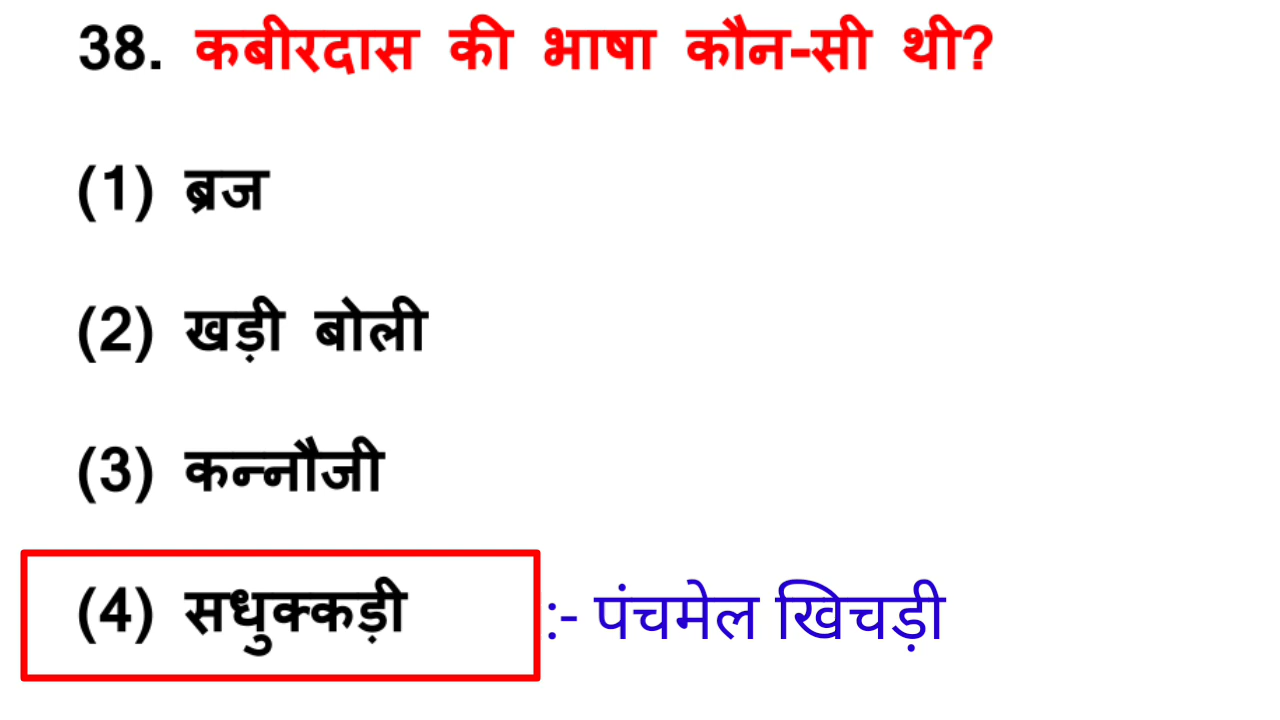 38. कबीरदास की भाषा कौन-सी थी?
(1) ब्रज
(2) खड़ी बोली
(3) कन्नौजी
(4) सधुक्कड़ी :- पंचमेल खिचड़ी